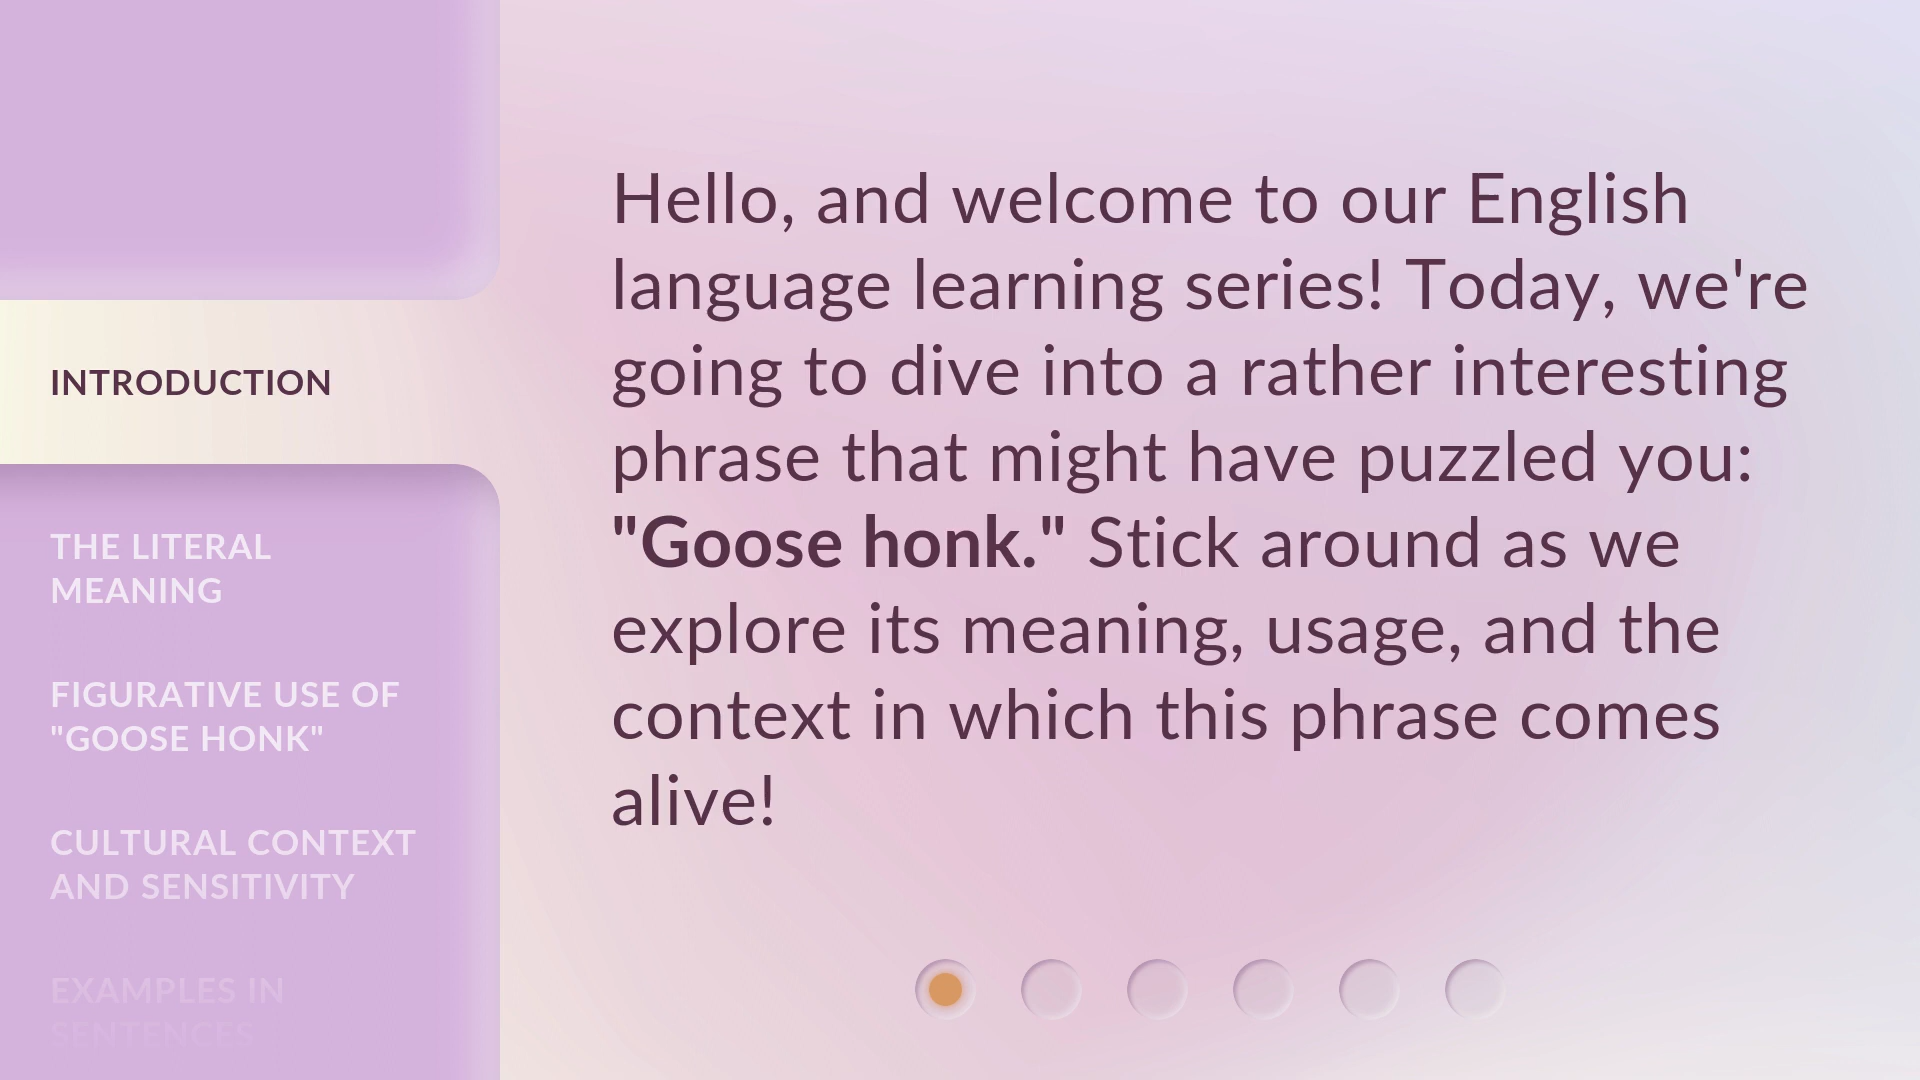 INTRODUCTION
THE LITERAL
MEANING
FIGURATIVE USE OF
"GOOSE HONK"
CULTURAL CONTEXT
AND SENSITIVITY
EXAMPLES IN
SENTENCES
Hello, and welcome to our English
language learning series! Today, we're
going to dive into a rather interesting
phrase that might have puzzled you:
"Goose honk." Stick around as we
explore its meaning, usage, and the
context in which this phrase comes
alive!